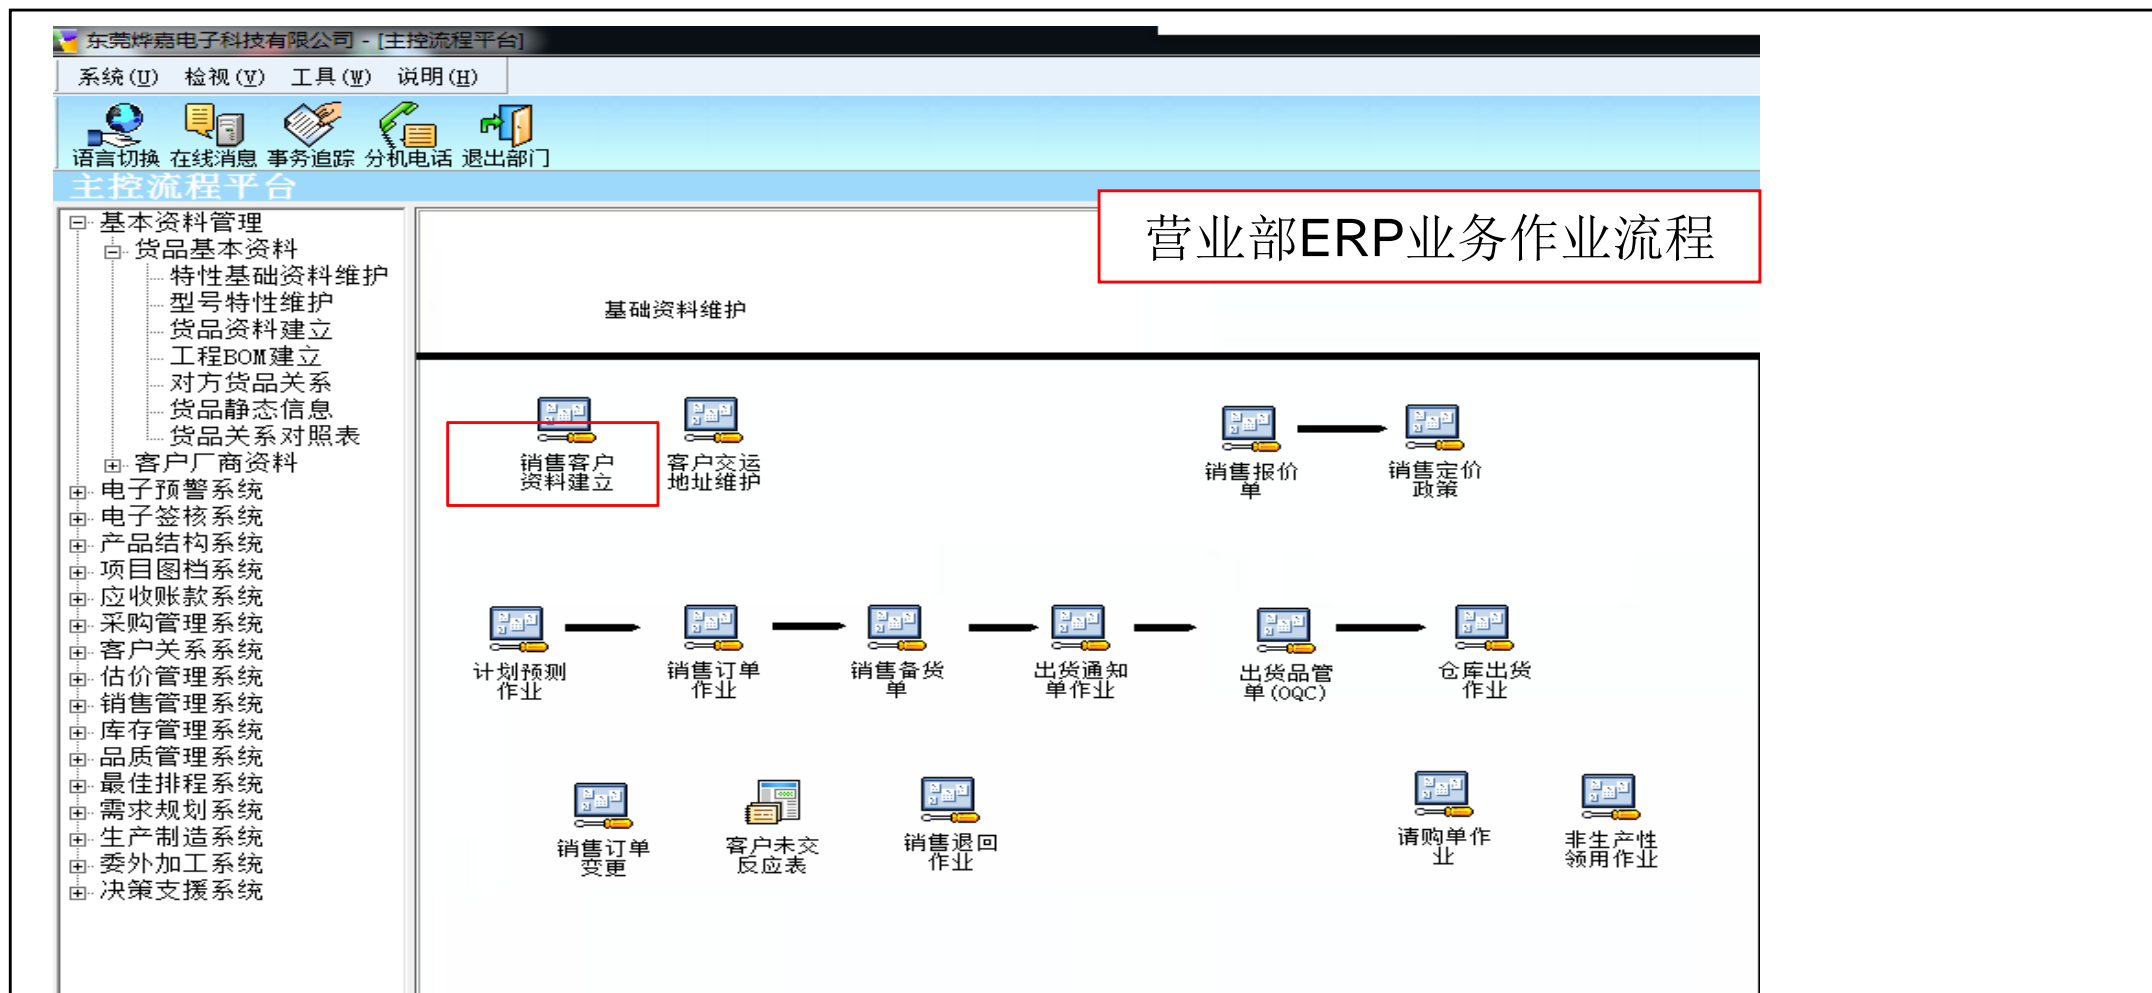 东莞烨嘉电子科技有限公司 - [主控流程平台]
系统(U) 检视(V) 工具(W) 说明(H)
语言切换 在线消息 事务追踪 分机电话 退出部门
主控流程平台
基本资料管理
货品基本资料
特性基础资料维护
型号特性维护
货品资料建立
工程BOM建立
对方货品关系
货品静态信息
货品关系对照表
客户厂商资料
电子预警系统
电子签核系统
产品结构系统
项目图档系统
应收账款系统
采购管理系统
客户关系系统
估价管理系统
销售管理系统
库存管理系统
品质管理系统
最佳排程系统
需求规划系统
生产制造系统
委外加工系统
决策支援系统
营业部ERP业务作业流程
基础资料维护
销售客户
资料建立
客户交运
地址维护
销售报价
单
销售定价
政策
计划预测
作业
销售订单
作业
销售备货
单
出货通知
单作业
出货品管
单(OQC)
仓库出货
作业
销售订单
变更
客户未交
反应表
销售退回
作业
请购单作
业
非生产性
领用作业